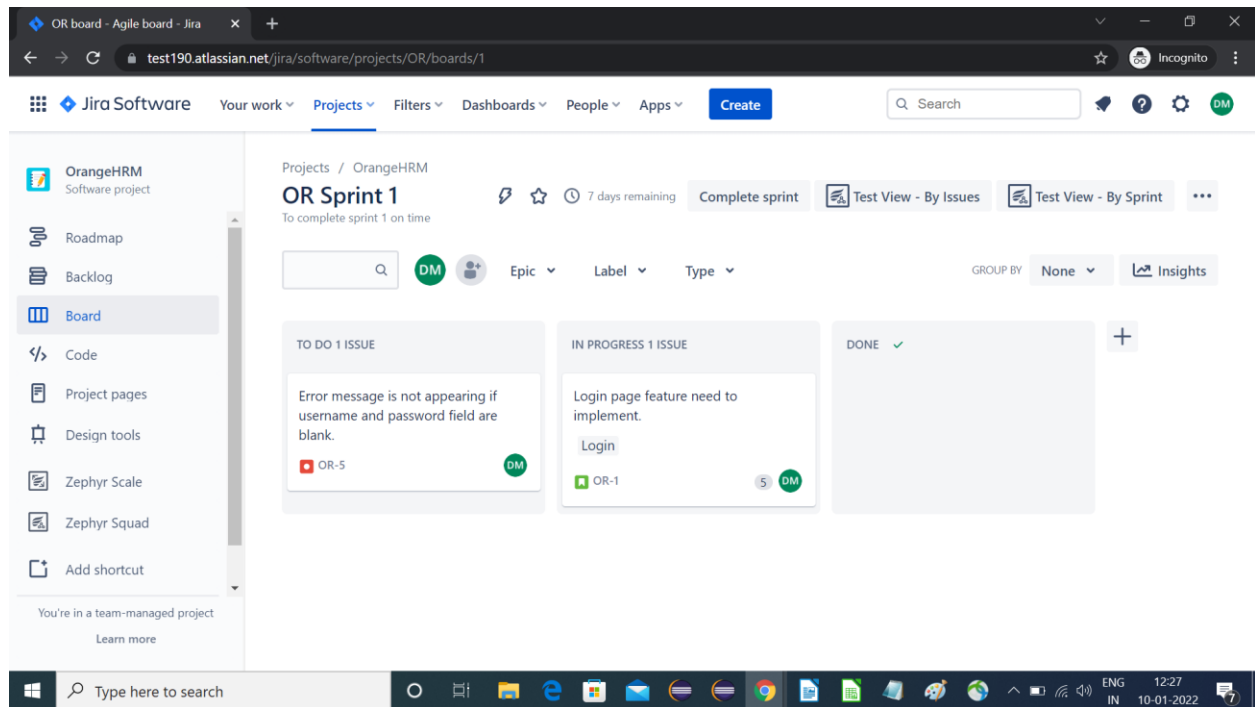 OR board - Agile board - Jira
test190.atlassian.net/jira/software/projects/OR/boards/1
Incognito
Jira Software Your work Projects Filters Dashboards People Apps Create Search DM
OrangeHRM
Software project
Roadmap
Backlog
Board
Code
Project pages
Design tools
Zephyr Scale
Zephyr Squad
Add shortcut
You're in a team-managed project
Learn more
Projects / OrangeHRM
OR Sprint 1 7 days remaining Complete sprint Test View - By Issues Test View - By Sprint
To complete sprint 1 on time
DM Epic Label Type GROUP BY None Insights
TO DO 1 ISSUE
Error message is not appearing if
username and password field are
blank.
OR-5 DM
IN PROGRESS 1 ISSUE
Login page feature need to
implement.
Login
OR-1 5 DM
DONE
Type here to search
ENG
IN
12:27
10-01-2022
7